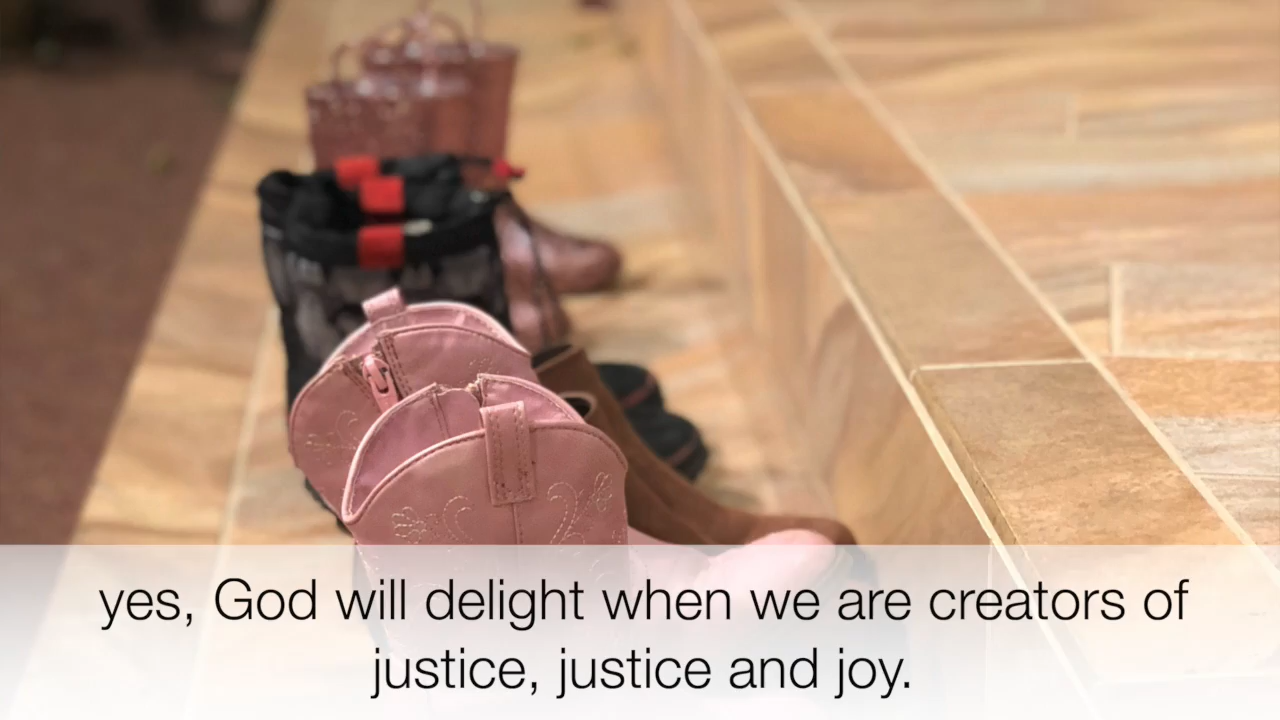 yes, God will delight when we are creators of
justice, justice and joy.